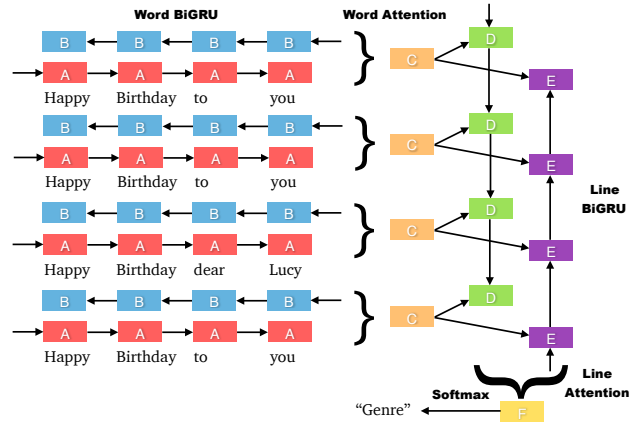 Word BiGRU Word Attention
B B B B D
A A A A C E
Happy Birthday to you
B B B B D
A A A A C E
Happy Birthday to you
Line
BiGRU
B B B B D
A A A A C E
Happy Birthday dear Lucy
B B B B D
A A A A C E
Happy Birthday to you
Line
Attention
Softmax
"Genre" F